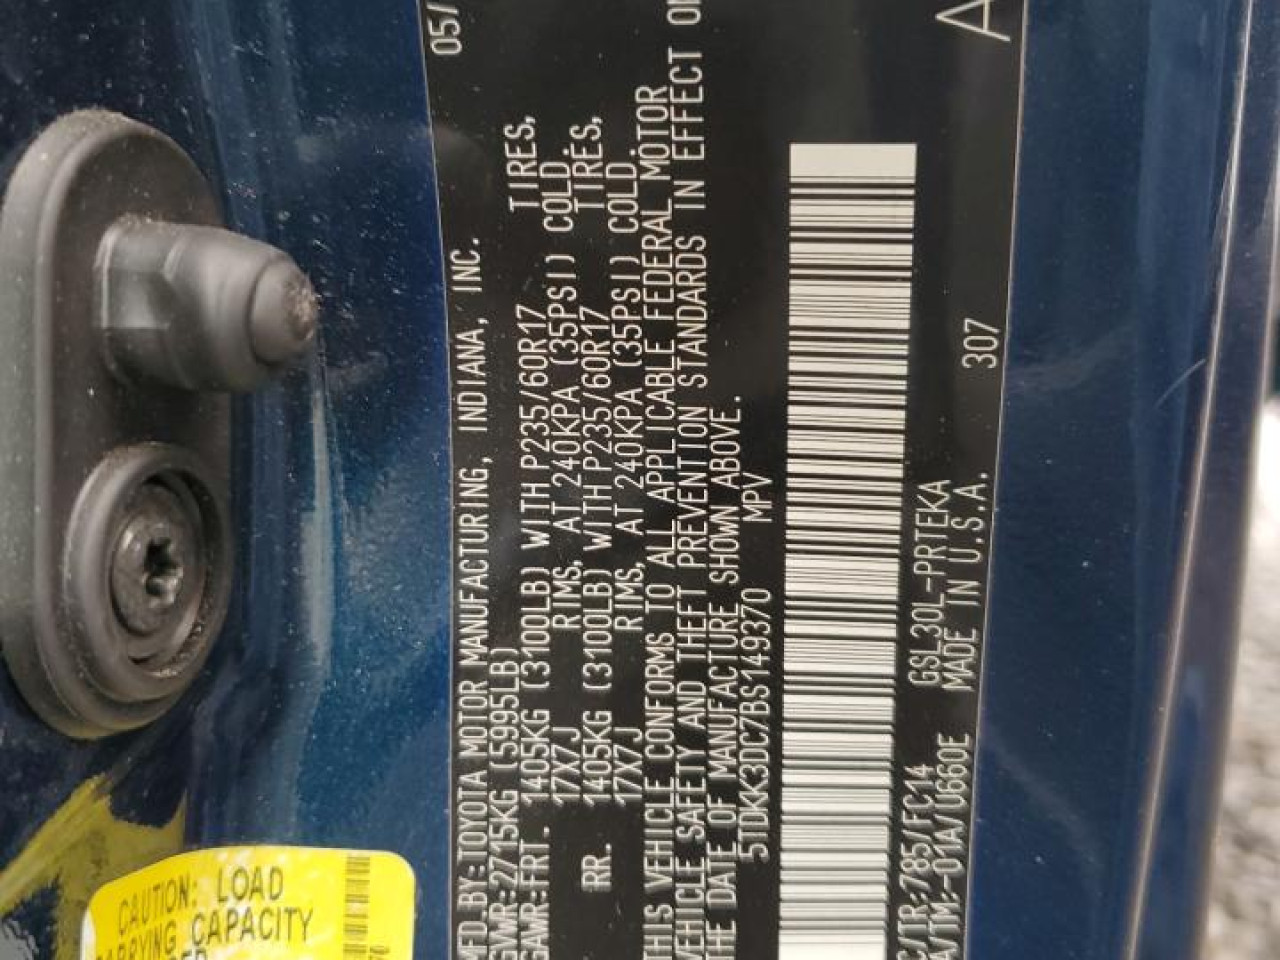 MFD.BY:TOYOTA MOTOR MANUFACTURING, INDIANA, INC. 05/
GVWR:2715KG (5995LB)
GAWR:FRT. 1405KG (3100LB) WITH P235/60R17 TIRES,
17X7J RIMS, AT 240KPA (35PSI) COLD.
RR. 1405KG (3100LB) WITH P235/60R17 TIRES,
17X7J RIMS, AT 240KPA (35PSI) COLD.
THIS VEHICLE CONFORMS TO ALL APPLICABLE FEDERAL MOTOR
VEHICLE SAFETY AND THEFT PREVENTION STANDARDS IN EFFECT ON
THE DATE OF MANUFACTURE SHOWN ABOVE.
5TDKK3DC7BS149370 MPV
C/TR:785/FC14 GSL30L-PRTEKA
A/TM:-01A/U660E MADE IN U.S.A. 307
A
CAUTION: LOAD
CARRYING CAPACITY